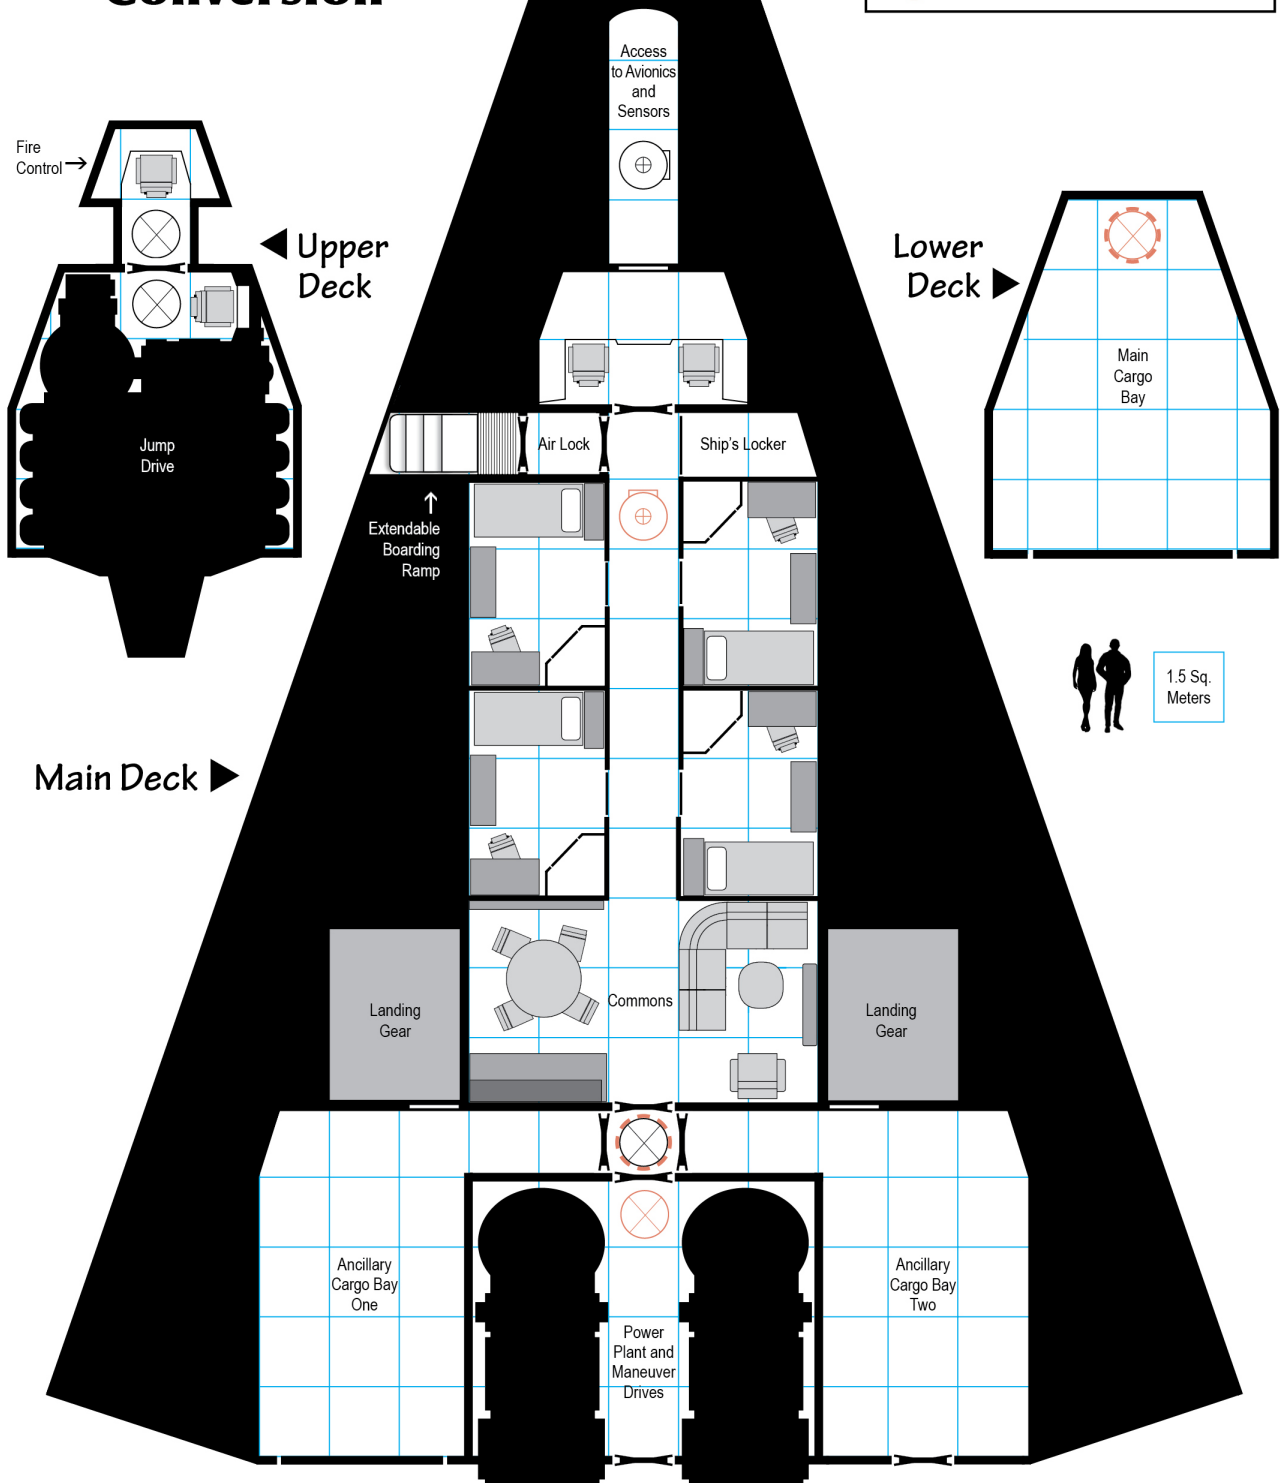 Conversion
Access
to Avionics
and
Sensors
Fire
Control
Upper
Deck
Lower
Deck
Main
Cargo
Bay
Air Lock
Ship's Locker
Jump
Drive
Extendable
Boarding
Ramp
1.5 Sq.
Meters
Main Deck
Commons
Landing
Gear
Landing
Gear
Ancillary
Cargo Bay
One
Ancillary
Cargo Bay
Two
Power
Plant and
Maneuver
Drives